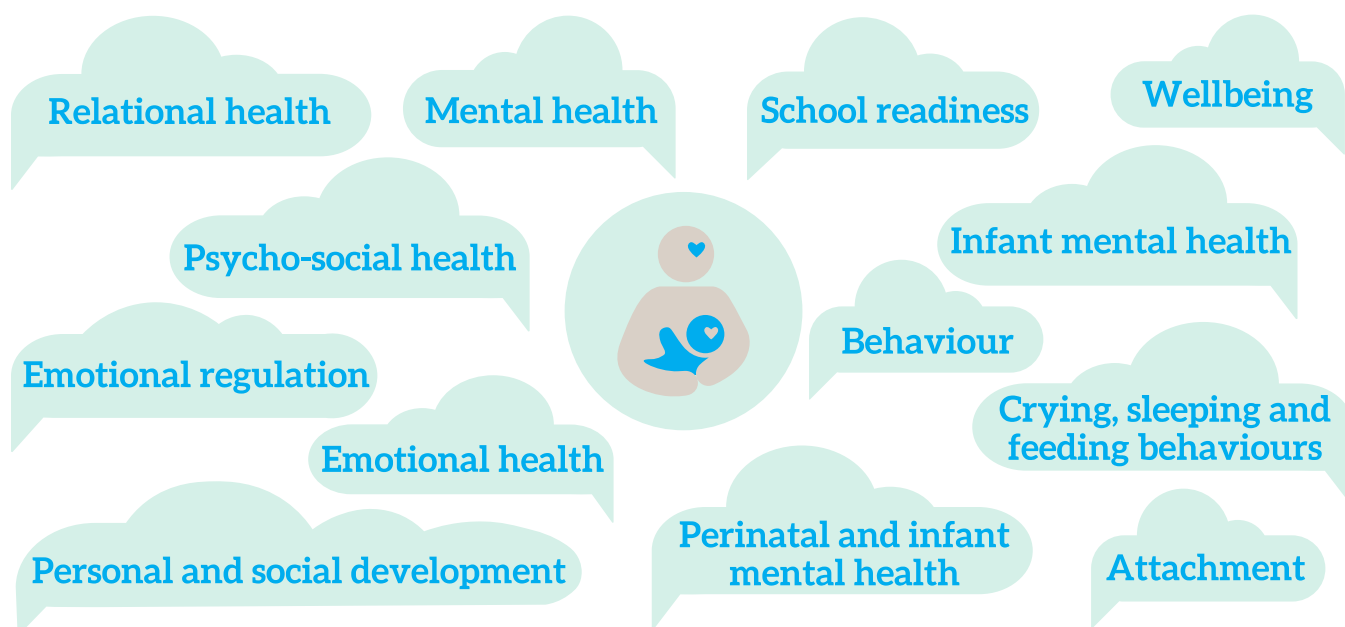 Relational health
Mental health
School readiness
Wellbeing
Psycho-social health
Infant mental health
Behaviour
Emotional regulation
Crying, sleeping and
feeding behaviours
Emotional health
Perinatal and infant
mental health
Personal and social development
Attachment